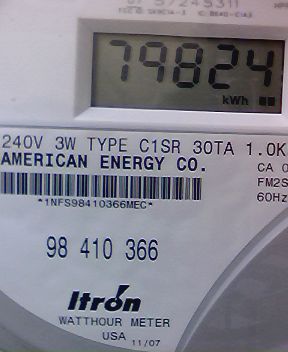 79824
kWh
240V 3W TYPE C1SR 30TA 1.0K
AMERICAN ENERGY CO.
CA 0
FM2S
*1NFS98410366MEC*
60Hz
98 410 366
Itron
WATTHOUR METER
USA 11/07